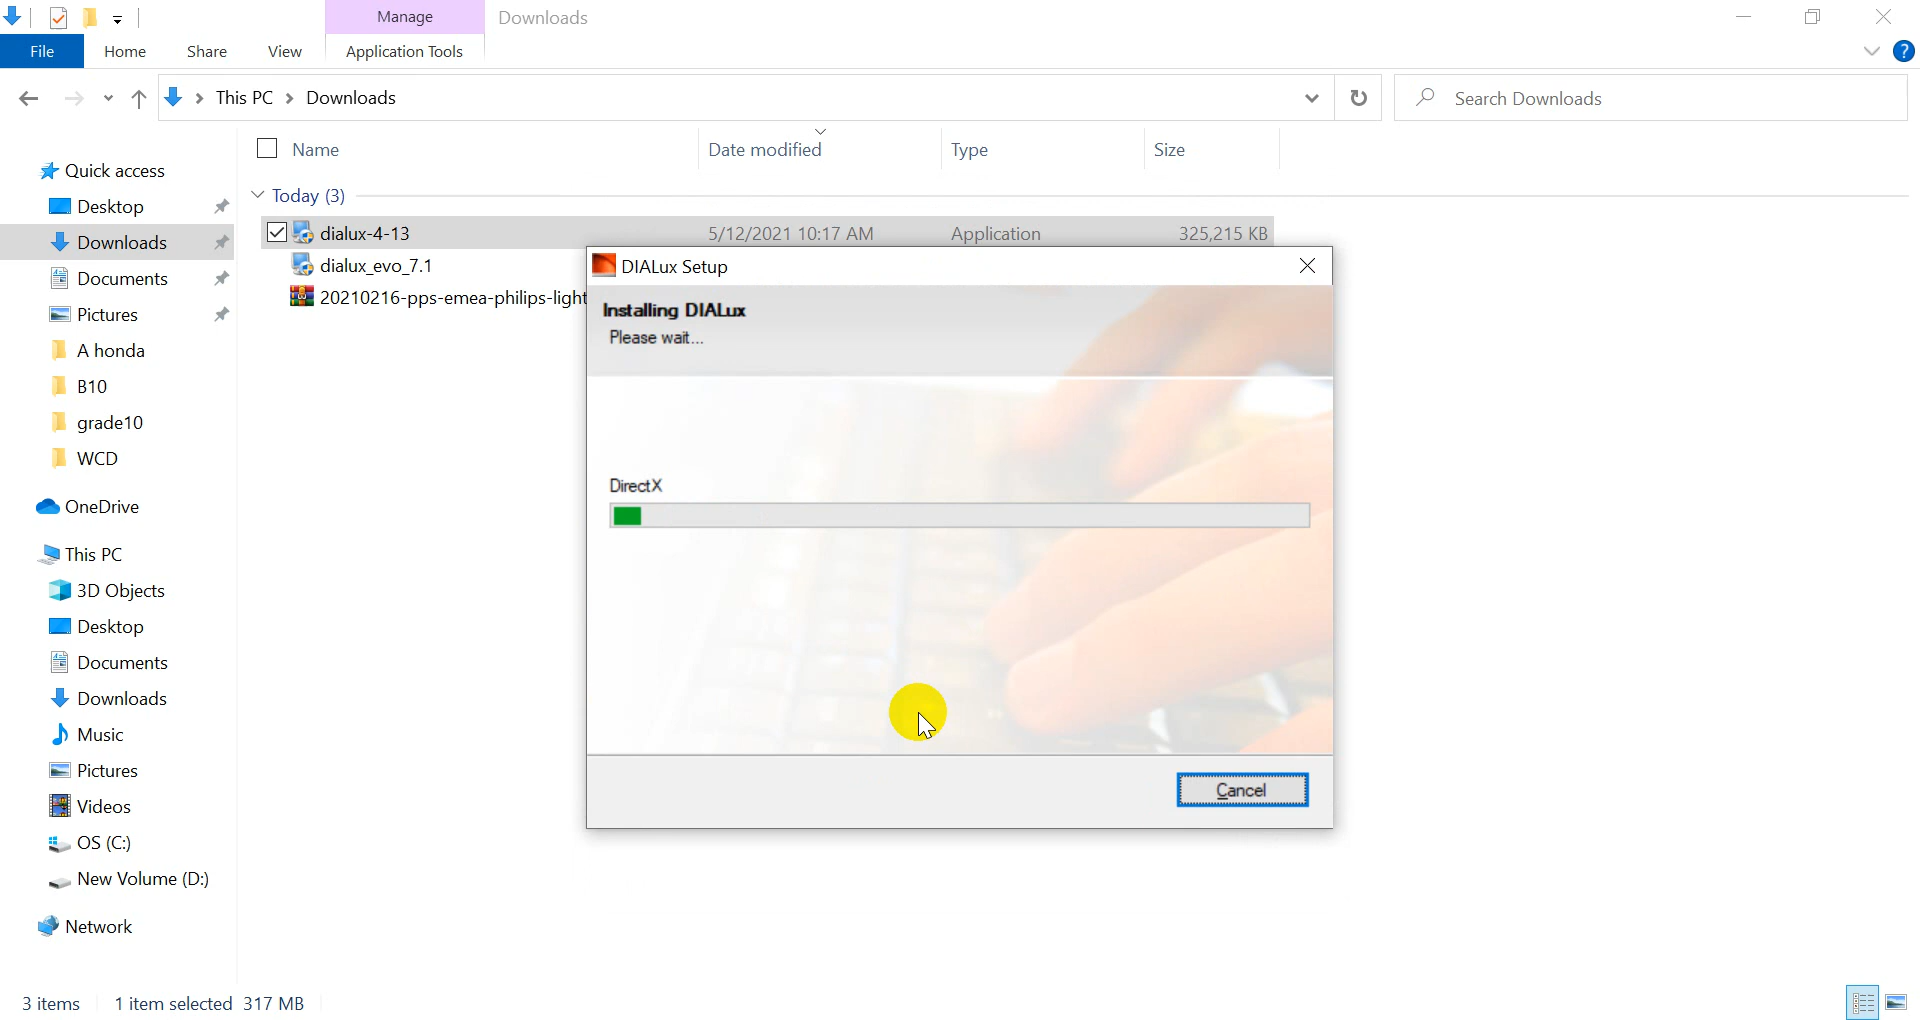 Manage
Downloads
File
Home
Share
View
Application Tools
This PC
Downloads
Search Downloads
Name
Date modified
Type
Size
Quick access
Desktop
Downloads
Documents
Pictures
A honda
B10
grade10
WCD
OneDrive
This PC
3D Objects
Desktop
Documents
Downloads
Music
Pictures
Videos
OS (C:)
New Volume (D:)
Network
Today (3)
dialux-4-13 5/12/2021 10:17 AM Application 325,215 KB
dialux_evo_7.1
20210216-pps-emea-philips-light
DIALux Setup
Installing DIALux
Please wait...
DirectX
Cancel
3 items 1 item selected 317 MB